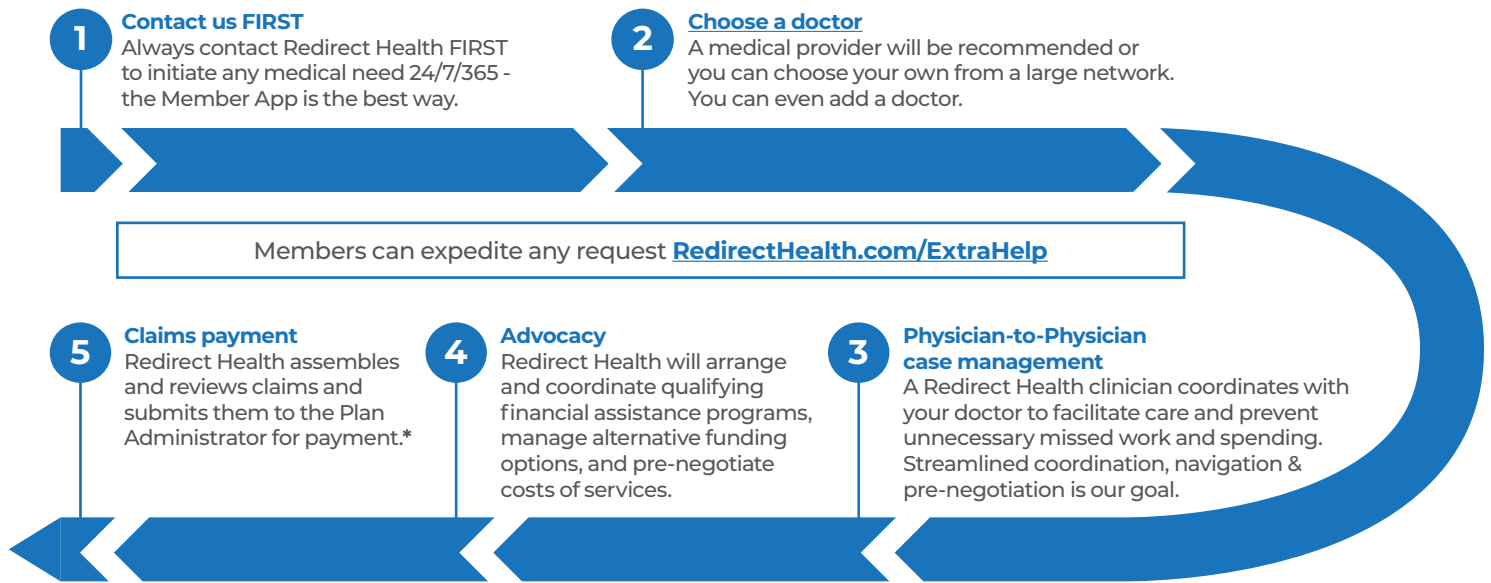 1
Contact us FIRST
Always contact Redirect Health FIRST
to initiate any medical need 24/7/365 -
the Member App is the best way.
2
Choose a doctor
A medical provider will be recommended or
you can choose your own from a large network.
You can even add a doctor.
Members can expedite any request RedirectHealth.com/ExtraHelp
3
Physician-to-Physician
case management
A Redirect Health clinician coordinates with
your doctor to facilitate care and prevent
unnecessary missed work and spending.
Streamlined coordination, navigation &
pre-negotiation is our goal.
4
Advocacy
Redirect Health will arrange
and coordinate qualifying
financial assistance programs,
manage alternative funding
options, and pre-negotiate
costs of services.
5
Claims payment
Redirect Health assembles
and reviews claims and
submits them to the Plan
Administrator for payment.*